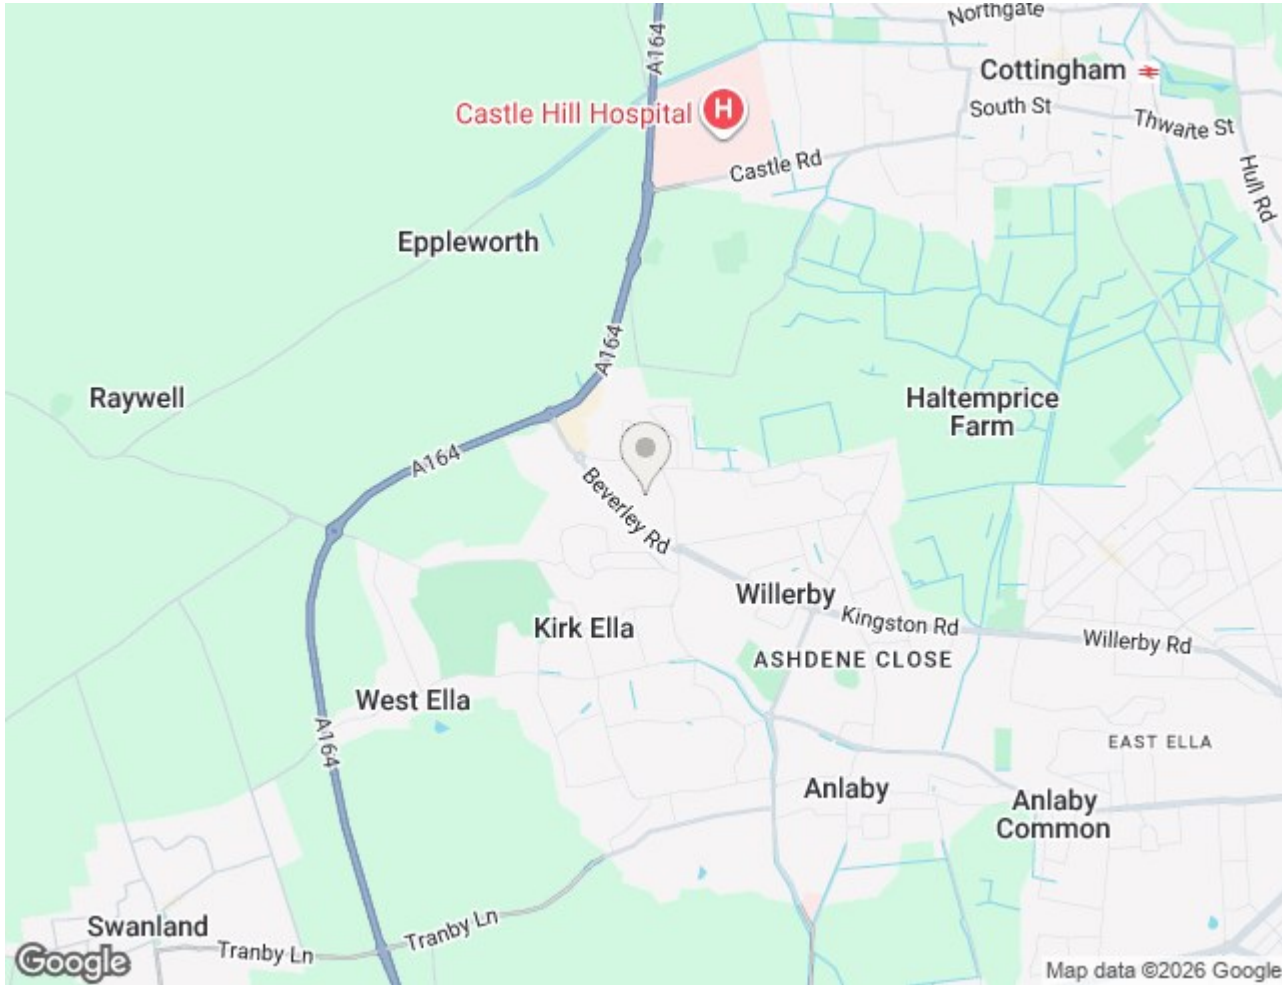 Northgate
A164
Cottingham
South St
Castle Hill Hospital
H
Thwaite St
Castle Rd
Hull Rd
Eppleworth
A164
Raywell
Haltemprice
Farm
A164
Beverley Rd
Willerby
Kingston Rd
Kirk Ella
Willerby Rd
ASHDENE CLOSE
West Ella
A164
EAST ELLA
Anlaby
Anlaby
Common
Swanland
Tranby Ln
Tranby Ln
Google
Map data ©2026 Google